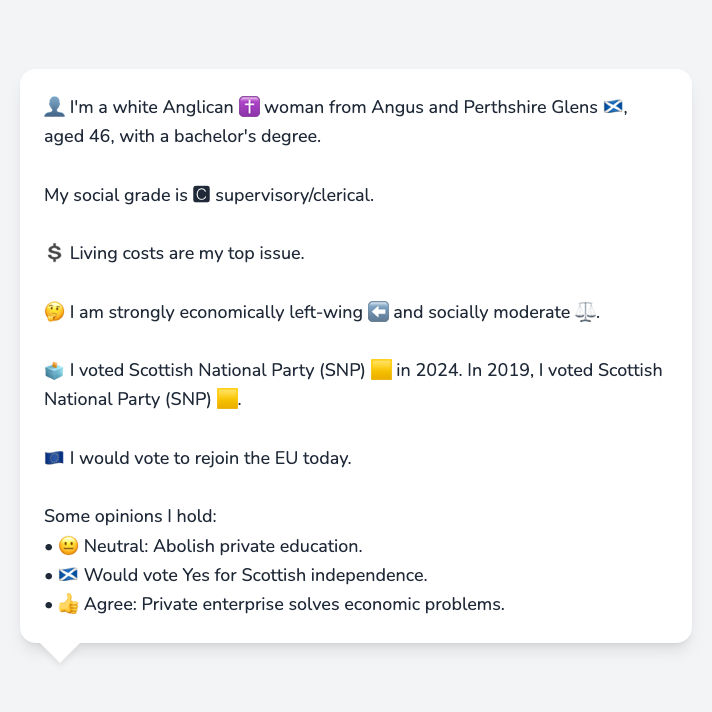 👤 I'm a white Anglican ✝️ woman from Angus and Perthshire Glens 🏴󠁧󠁢󠁳󠁣󠁴󠁿,
aged 46, with a bachelor's degree.
My social grade is 🅲 supervisory/clerical.
💲 Living costs are my top issue.
🤔 I am strongly economically left-wing ⬅️ and socially moderate ⚖️.
🗳️ I voted Scottish National Party (SNP) 🟨 in 2024. In 2019, I voted Scottish
National Party (SNP) 🟨.
🇪🇺 I would vote to rejoin the EU today.
Some opinions I hold:
• 😐 Neutral: Abolish private education.
• 🏴󠁧󠁢󠁳󠁣󠁴󠁿 Would vote Yes for Scottish independence.
• 👍 Agree: Private enterprise solves economic problems.